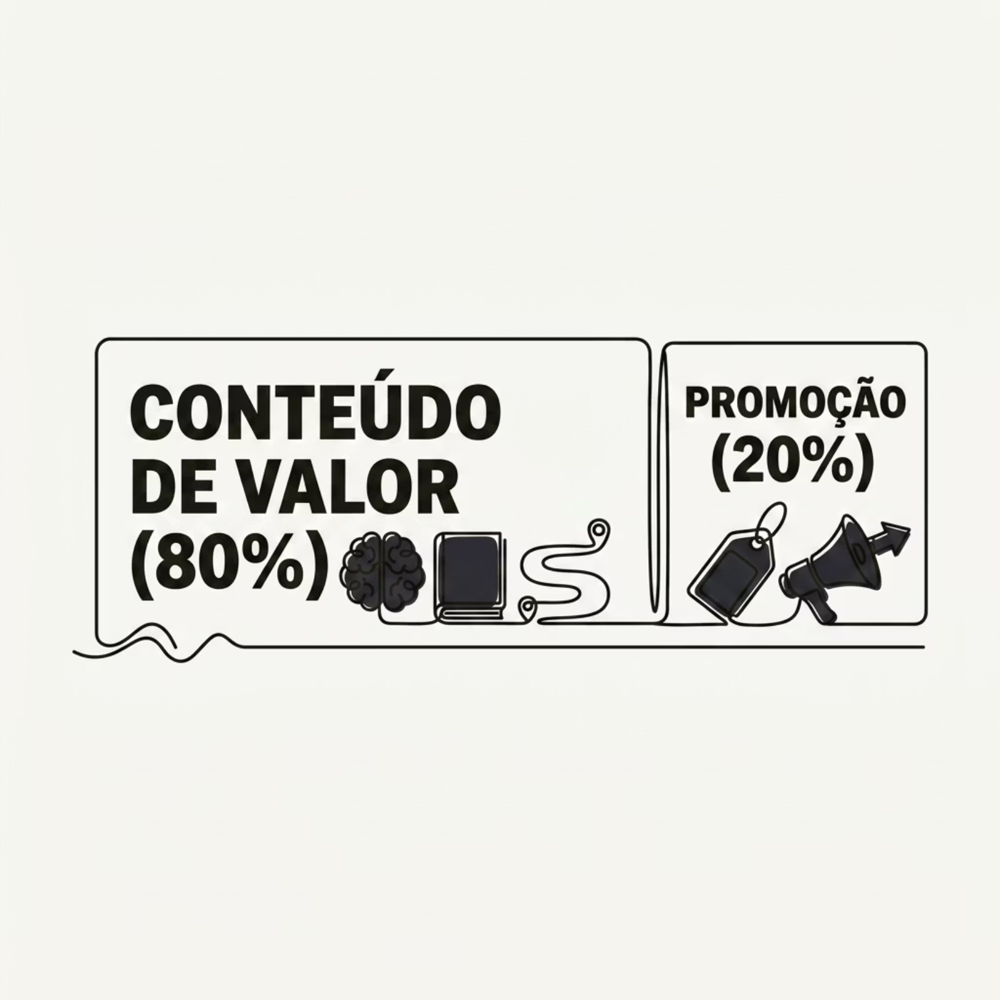 CONTEÚDO
DE VALOR
(80%)
PROMOÇÃO
(20%)